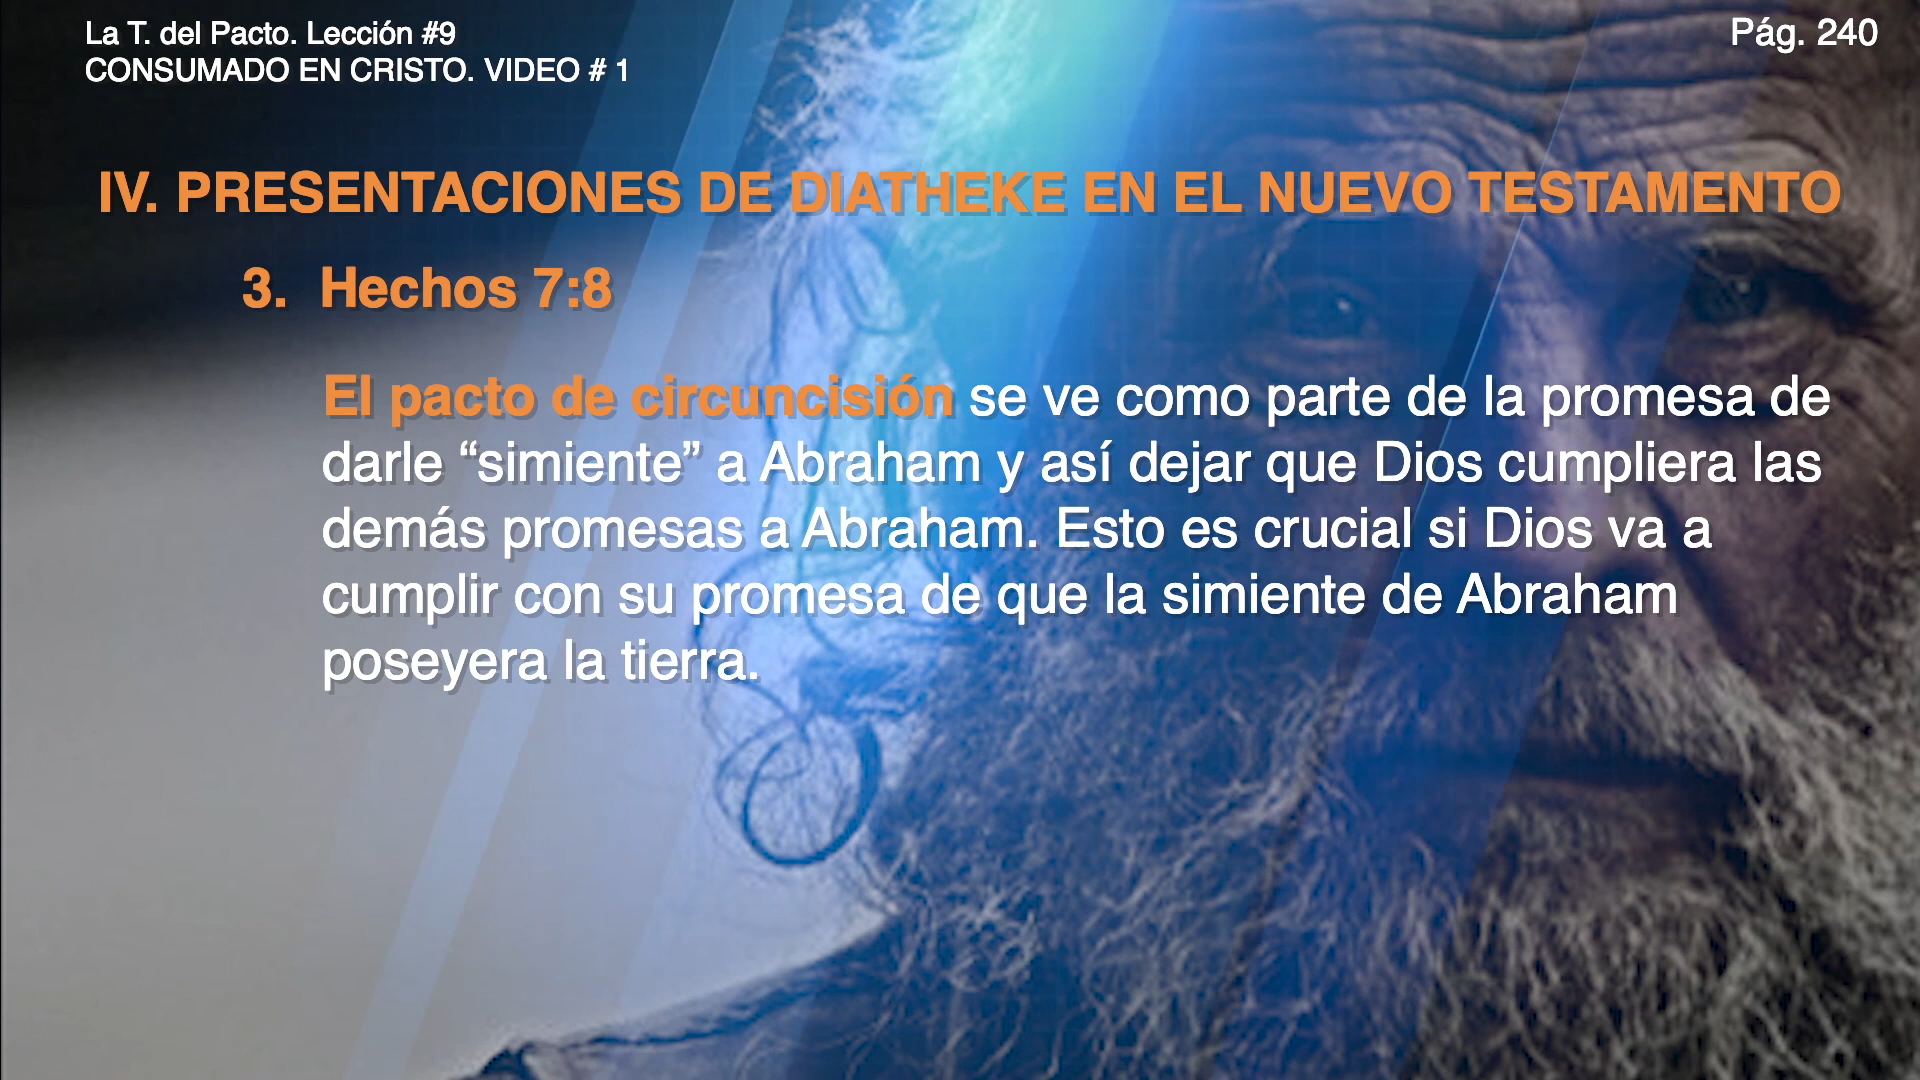 La T. del Pacto. Lección #9
CONSUMADO EN CRISTO. VIDEO # 1
Pág. 240
IV. PRESENTACIONES DE DIATHEKE EN EL NUEVO TESTAMENTO
3. Hechos 7:8
El pacto de circuncisión se ve como parte de la promesa de
darle “simiente” a Abraham y así dejar que Dios cumpliera las
demás promesas a Abraham. Esto es crucial si Dios va a
cumplir con su promesa de que la simiente de Abraham
poseyera la tierra.